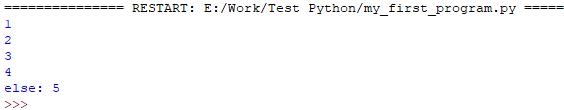 =============== RESTART: E:/Work/Test Python/my_first_program.py =====
1
2
3
4
else: 5
>>>